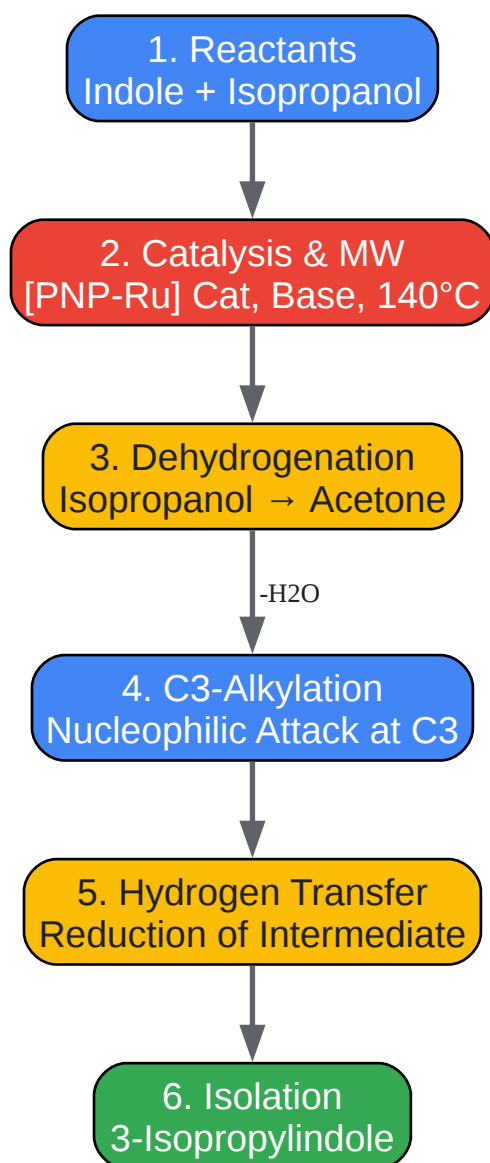 1. Reactants
Indole + Isopropanol
2. Catalysis & MW
[PNP-Ru] Cat, Base, 140°C
3. Dehydrogenation
Isopropanol → Acetone
-H2O
4. C3-Alkylation
Nucleophilic Attack at C3
5. Hydrogen Transfer
Reduction of Intermediate
6. Isolation
3-Isopropylindole